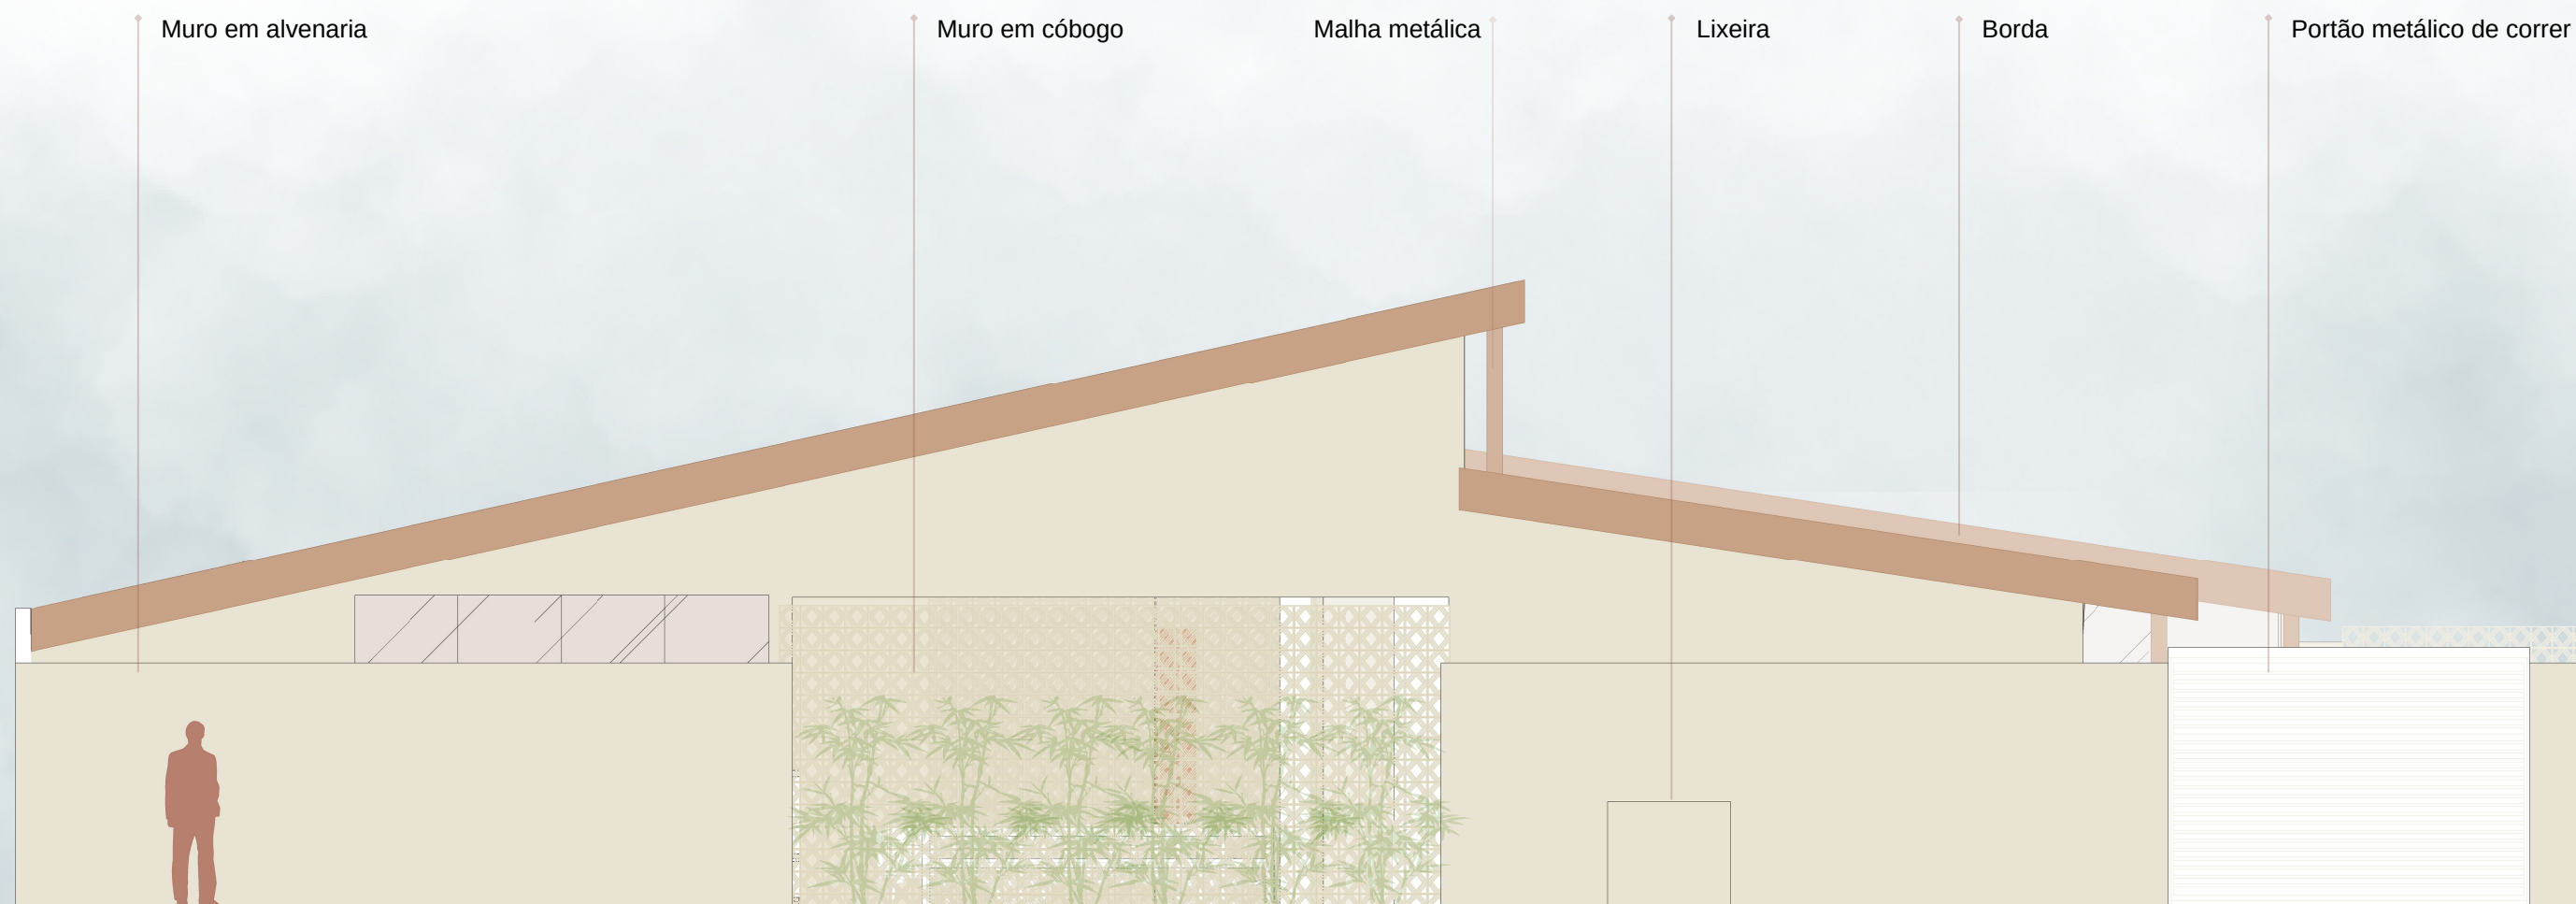 Muro em alvenaria
Muro em cóbogo
Malha metálica
Lixeira
Borda
Portão metálico de correr